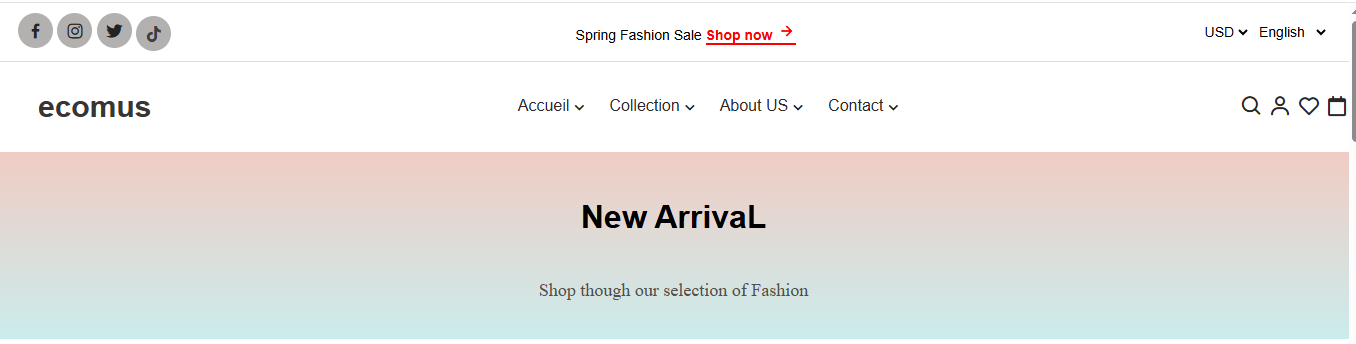 Spring Fashion Sale Shop now
USD English
ecomus
Accueil Collection About US Contact
New ArrivaL
Shop though our selection of Fashion